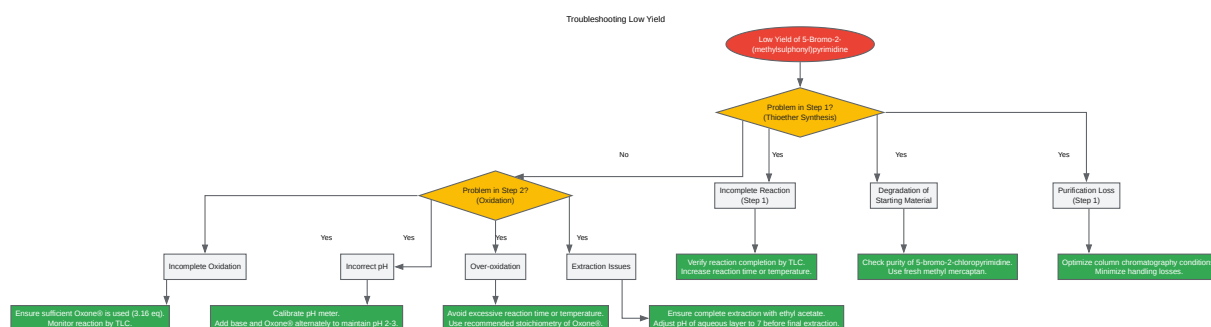 Troubleshooting Low Yield
Low Yield of 5-Bromo-2-
(methylsulphonyl)pyrimidine
Problem in Step 1?
(Thioether Synthesis)
No
Yes
Yes
Yes
Problem in Step 2?
(Oxidation)
Incomplete Reaction
(Step 1)
Degradation of
Starting Material
Purification Loss
(Step 1)
Yes
Yes
Yes
Yes
Incomplete Oxidation
Incorrect pH
Over-oxidation
Extraction Issues
Verify reaction completion by TLC.
Increase reaction time or temperature.
Check purity of 5-bromo-2-chloropyrimidine.
Use fresh methyl mercaptan.
Optimize column chromatography condition
Minimize handling losses.
Ensure sufficient Oxone® is used (3.16 eq).
Monitor reaction by TLC.
Calibrate pH meter.
Add base and Oxone® alternately to maintain pH 2-3.
Avoid excessive reaction time or temperature.
Use recommended stoichiometry of Oxone®.
Ensure complete extraction with ethyl acetate.
Adjust pH of aqueous layer to 7 before final extraction.